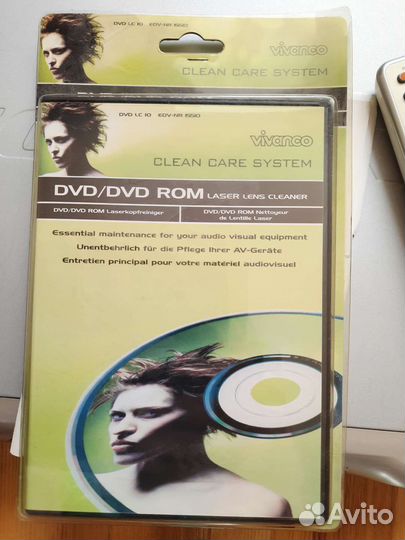 DVD LC 10 EDV-NR 15510
vivanco
CLEAN CARE SYSTEM
DVD LC 10 EDV-NR 15510
vivanco
CLEAN CARE SYSTEM
DVD/DVD ROM LASER LENS CLEANER
DVD/DVD ROM Laserkopfreiniger
DVD/DVD ROM Nettoyeur
de Lentille Laser
Essential maintenance for your audio visual equipment
Unentbehrlich für die Pflege Ihrer AV-Geräte
Entretien principal pour votre matériel audiovisuel
Avito